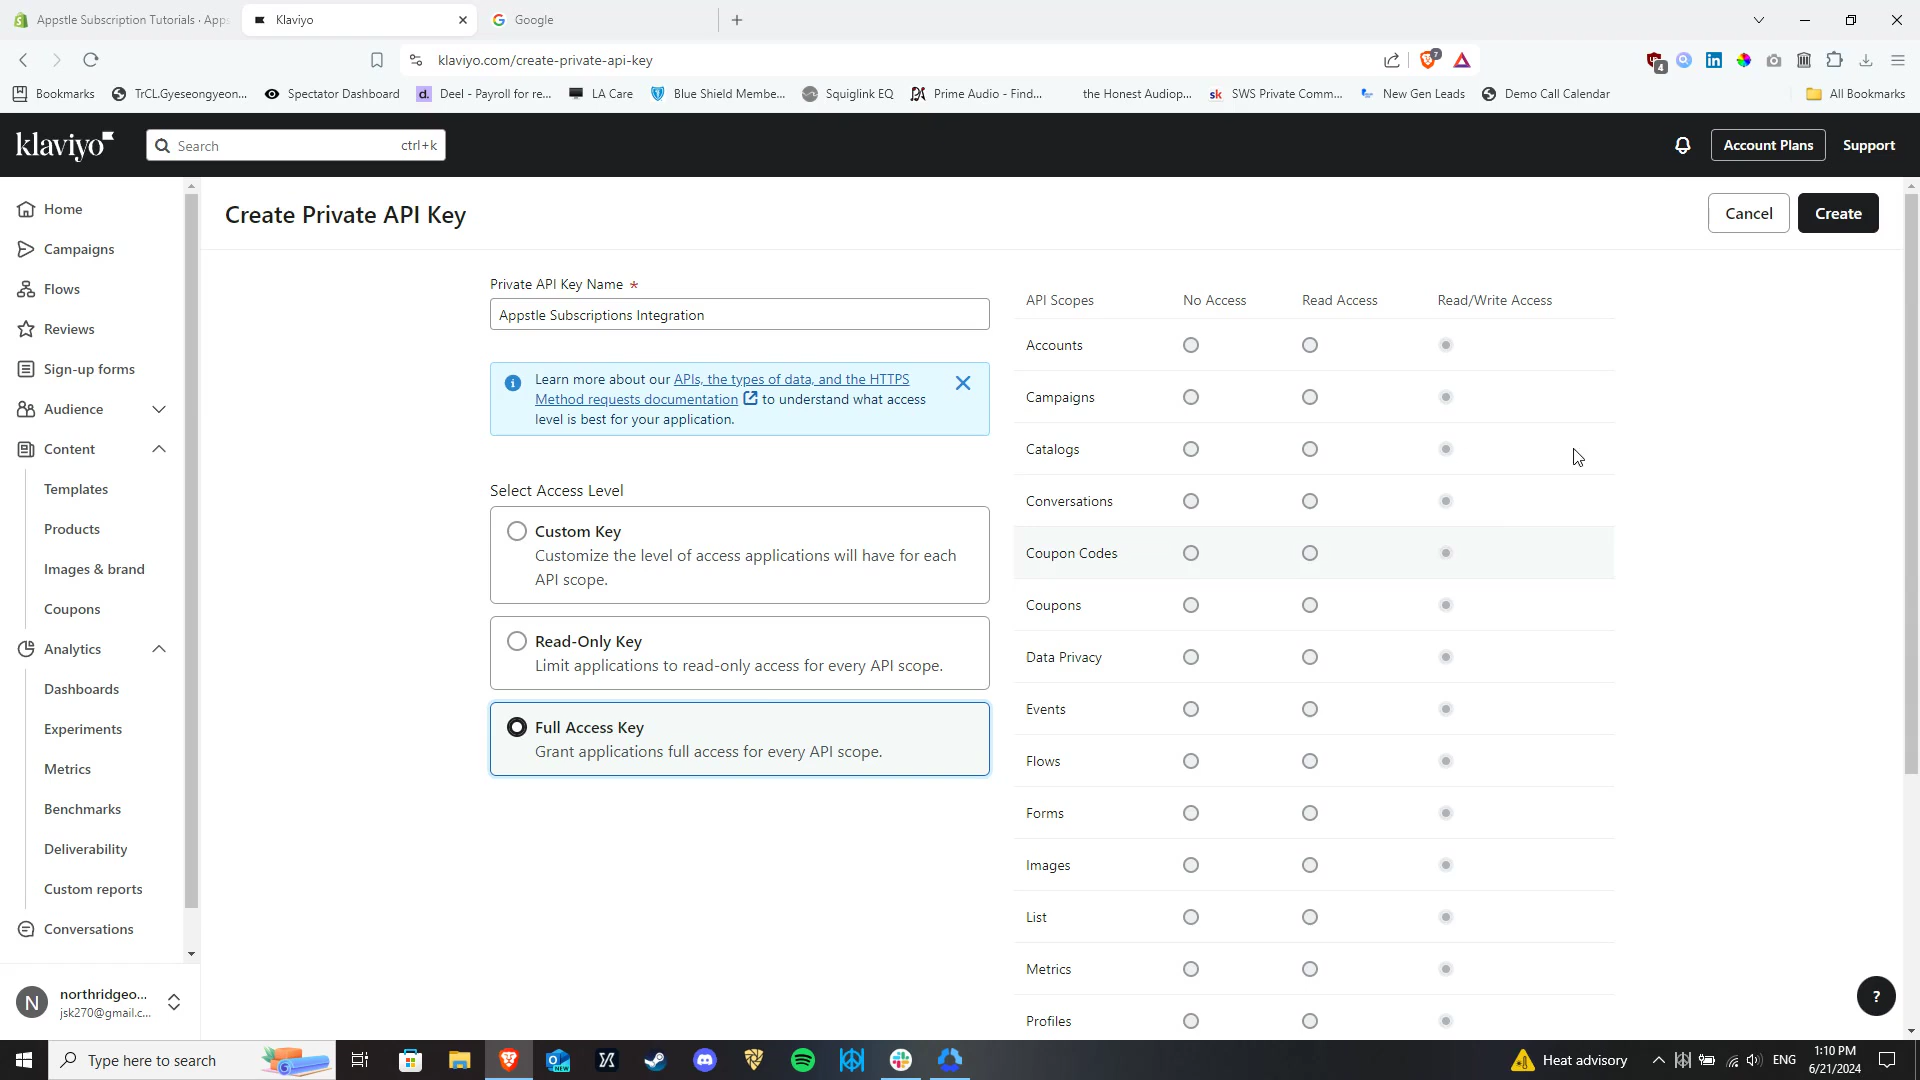 Appstle Subscription Tutorials · Apps
Klaviyo
Google
klaviyo.com/create-private-api-key
7
4
Bookmarks
TrCL.Gyeseongyeon...
Spectator Dashboard
Deel - Payroll for re...
LA Care
Blue Shield Membe...
Squiglink EQ
Prime Audio - Find...
the Honest Audiop...
SWS Private Comm...
New Gen Leads
Demo Call Calendar
All Bookmarks
klaviyo
Search
ctrl+k
Account Plans
Support
Home
Campaigns
Flows
Reviews
Sign-up forms
Audience
Content
Templates
Products
Images & brand
Coupons
Analytics
Dashboards
Experiments
Metrics
Benchmarks
Deliverability
Custom reports
Conversations
N
northridgeo...
jsk270@gmail.c...
Create Private API Key
Cancel
Create
Private API Key Name *
Appstle Subscriptions Integration
Learn more about our APIs, the types of data, and the HTTPS
Method requests documentation to understand what access
level is best for your application.
Select Access Level
Custom Key
Customize the level of access applications will have for each
API scope.
Read-Only Key
Limit applications to read-only access for every API scope.
Full Access Key
Grant applications full access for every API scope.
API Scopes No Access Read Access Read/Write Access
Accounts
Campaigns
Catalogs
Conversations
Coupon Codes
Coupons
Data Privacy
Events
Flows
Forms
Images
List
Metrics
Profiles
?
Type here to search
NEW
Heat advisory
ENG
1:10 PM
6/21/2024